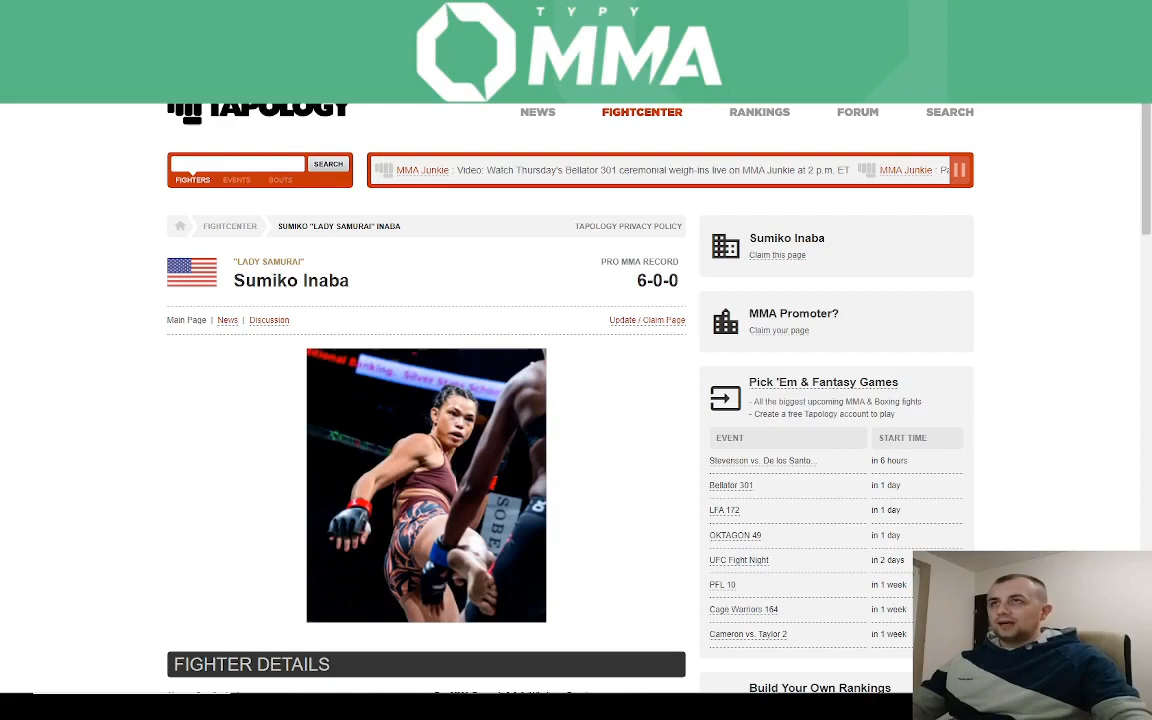 TYPY
MMA
TAPOLOGY
NEWS
FIGHTCENTER
RANKINGS
FORUM
SEARCH
SEARCH
FIGHTERS
EVENTS
BOUTS
MMA Junkie : Video: Watch Thursday's Bellator 301 ceremonial weigh-ins live on MMA Junkie at 2 p.m. ET
MMA Junkie :
FIGHTCENTER
SUMIKO "LADY SAMURAI" INABA
TAPOLOGY PRIVACY POLICY
"LADY SAMURAI"
PRO MMA RECORD
Sumiko Inaba
6-0-0
Main Page | News | Discussion
Update / Claim Page
FIGHTER DETAILS
Sumiko Inaba
Claim this page
MMA Promoter?
Claim your page
Pick 'Em & Fantasy Games
- All the biggest upcoming MMA & Boxing fights
- Create a free Tapology account to play
EVENT START TIME
Stevenson vs. De los Santo... in 6 hours
Bellator 301 in 1 day
LFA 172 in 1 day
OKTAGON 49 in 1 day
UFC Fight Night in 2 days
PFL 10 in 1 week
Cage Warriors 164 in 1 week
Cameron vs. Taylor 2 in 1 week
Build Your Own Rankings